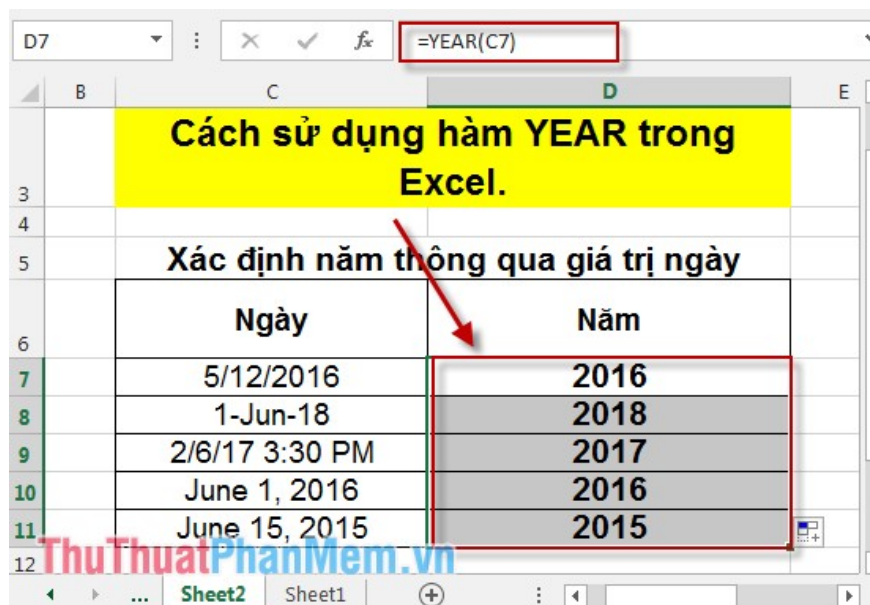 D7 fx =YEAR(C7)
B C D E
3 Cách sử dụng hàm YEAR trong
Excel.
4
5 Xác định năm thông qua giá trị ngày
6 Ngày Năm
7 5/12/2016 2016
8 1-Jun-18 2018
9 2/6/17 3:30 PM 2017
10 June 1, 2016 2016
11 June 15, 2015 2015
12 ThuThuatPhanMem.vn
... Sheet2 Sheet1